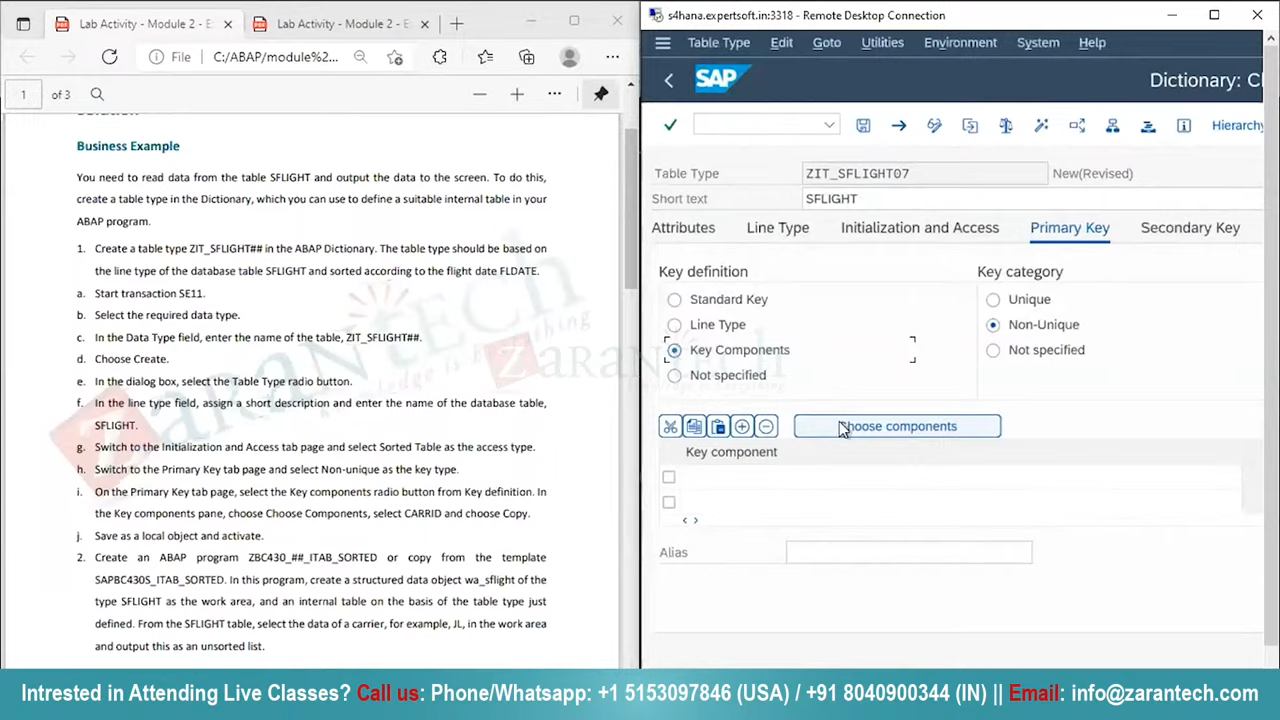 Lab Activity - Module 2 - E
Lab Activity - Module 2 - E
s4hana.expertsoft.in:3318 - Remote Desktop Connection
File
C:/ABAP/module%...
Table Type Edit Goto Utilities Environment System Help
1 of 3
SAP
Dictionary: C
Business Example
You need to read data from the table SFLIGHT and output the data to the screen. To do this,
create a table type in the Dictionary, which you can use to define a suitable internal table in your
ABAP program.
1. Create a table type ZIT_SFLIGHT## in the ABAP Dictionary. The table type should be based on
the line type of the database table SFLIGHT and sorted according to the flight date FLDATE.
a. Start transaction SE11.
b. Select the required data type.
c. In the Data Type field, enter the name of the table, ZIT_SFLIGHT##.
d. Choose Create.
e. In the dialog box, select the Table Type radio button.
f. In the line type field, assign a short description and enter the name of the database table,
SFLIGHT.
g. Switch to the Initialization and Access tab page and select Sorted Table as the access type.
h. Switch to the Primary Key tab page and select Non-unique as the key type.
i. On the Primary Key tab page, select the Key components radio button from Key definition. In
the Key components pane, choose Choose Components, select CARRID and choose Copy.
j. Save as a local object and activate.
2. Create an ABAP program ZBC430_##_ITAB_SORTED or copy from the template
SAPBC430S_ITAB_SORTED. In this program, create a structured data object wa_sflight of the
type SFLIGHT as the work area, and an internal table on the basis of the table type just
defined. From the SFLIGHT table, select the data of a carrier, for example, JL, in the work area
and output this as an unsorted list.
Hierarchy
Table Type ZIT_SFLIGHT07 New(Revised)
Short text SFLIGHT
Attributes Line Type Initialization and Access Primary Key Secondary Key
Key definition Key category
Standard Key Unique
Line Type Non-Unique
Key Components Not specified
Not specified
Choose components
Key component
Alias
zaranTech
ZaranTech
Intrested in Attending Live Classes? Call us: Phone/Whatsapp: +1 5153097846 (USA) / +91 8040900344 (IN) || Email: info@zarantech.com